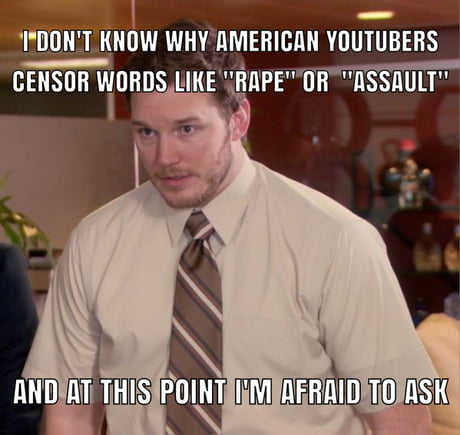 I DON'T KNOW WHY AMERICAN YOUTUBERS
CENSOR WORDS LIKE "RAPE" OR "ASSAULT"
AND AT THIS POINT I'M AFRAID TO ASK